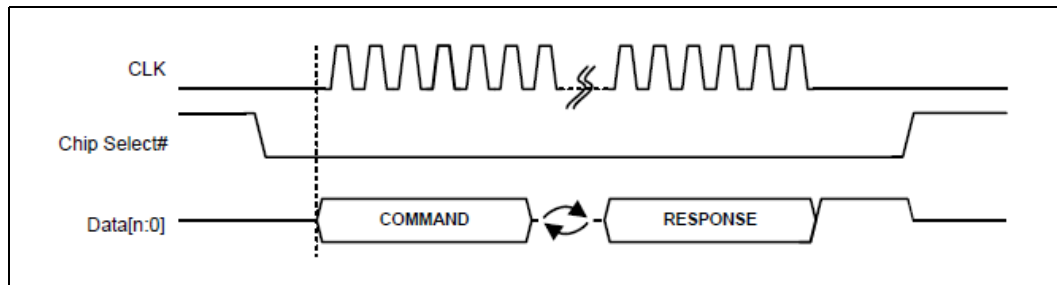 CLK
Chip Select#
Data[n:0]
COMMAND
RESPONSE